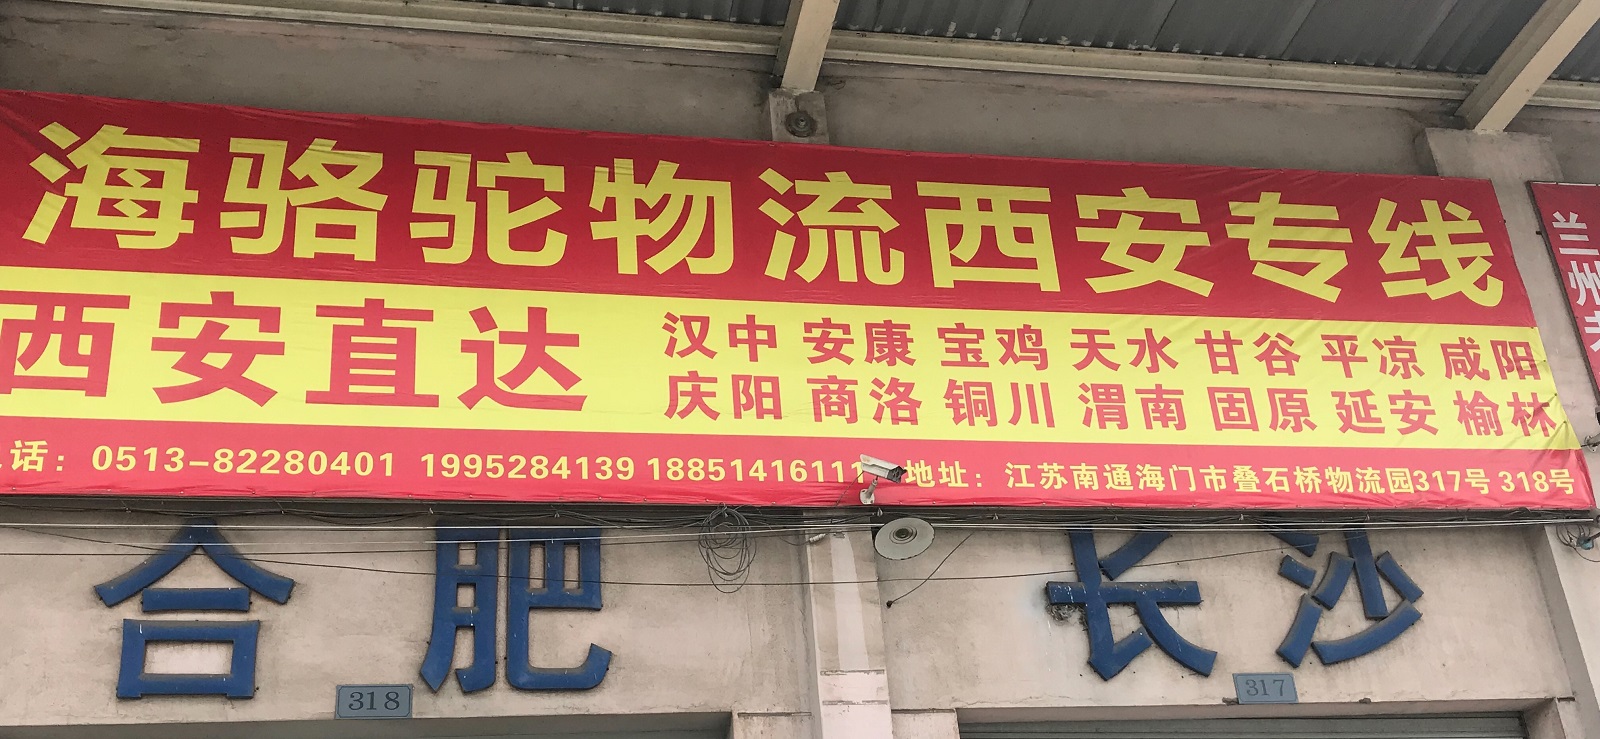 海骆驼物流西安专线
西安直达
汉中 安康 宝鸡 天水 甘谷 平凉 咸阳
庆阳 商洛 铜川 渭南 固原 延安 榆林
话：0513-82280401 1995284139 18851416111 地址：江苏南通海门市叠石桥物流园317号 318号
合肥
长沙
318
317
兰州